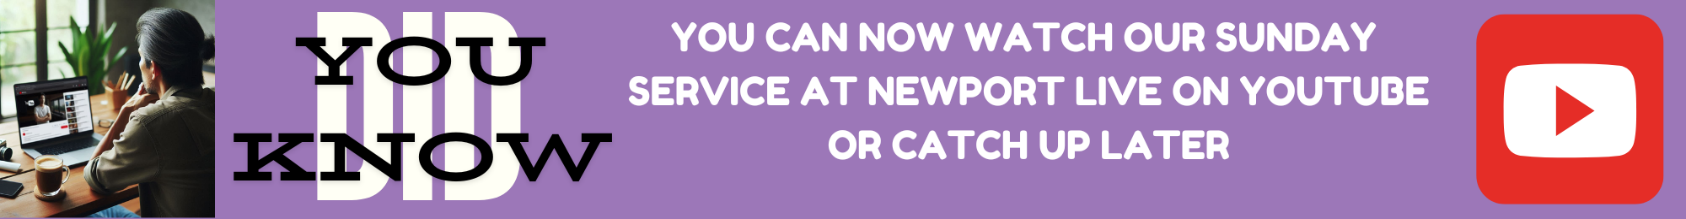 DID
YOU
KNOW
YOU CAN NOW WATCH OUR SUNDAY
SERVICE AT NEWPORT LIVE ON YOUTUBE
OR CATCH UP LATER